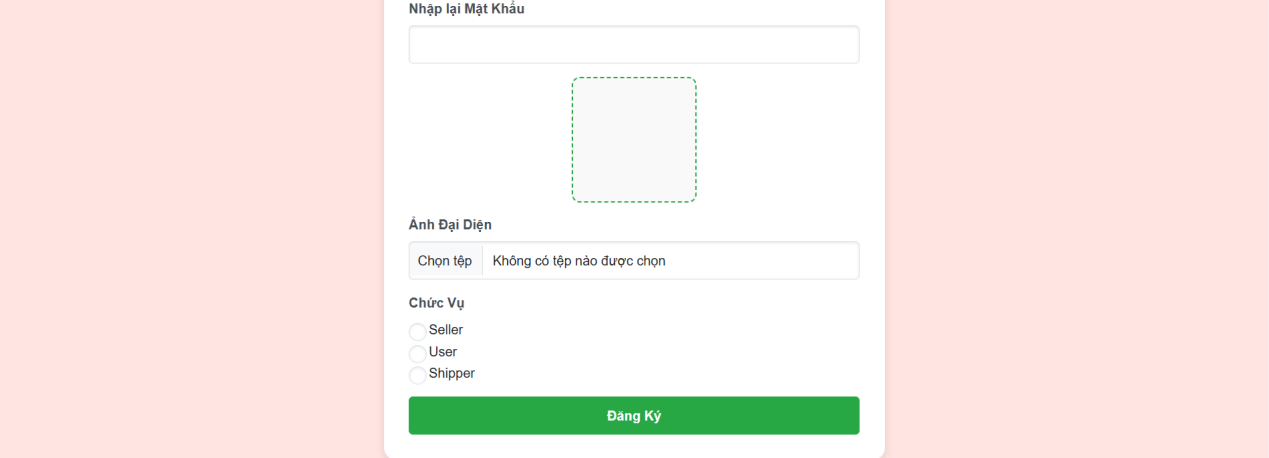 Nhập lại Mật Khẩu
Ảnh Đại Diện
Chọn tệp Không có tệp nào được chọn
Chức Vụ
Seller
User
Shipper
Đăng Ký